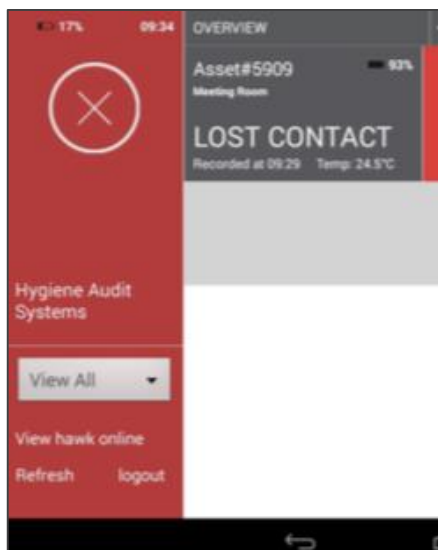 17% 09:34
OVERVIEW
Asset#5909 93%
Meeting Room
LOST CONTACT
Recorded at 09:29 Temp: 24.5°C
Hygiene Audit
Systems
View All
View hawk online
Refresh logout